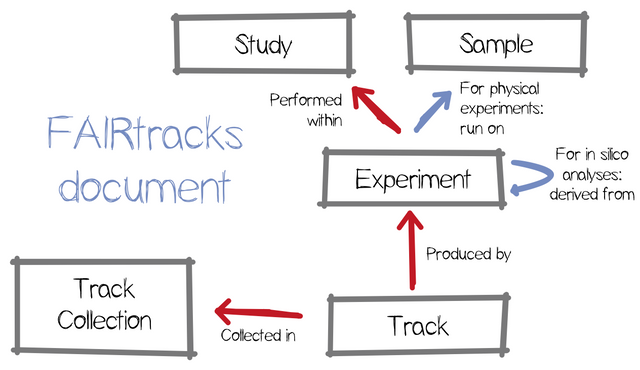 Study
Sample
Performed
within
For physical
experiments:
run on
FAIRtracks
document
Experiment
For in silico
analyses:
derived from
Produced by
Track
Collection
Collected in
Track